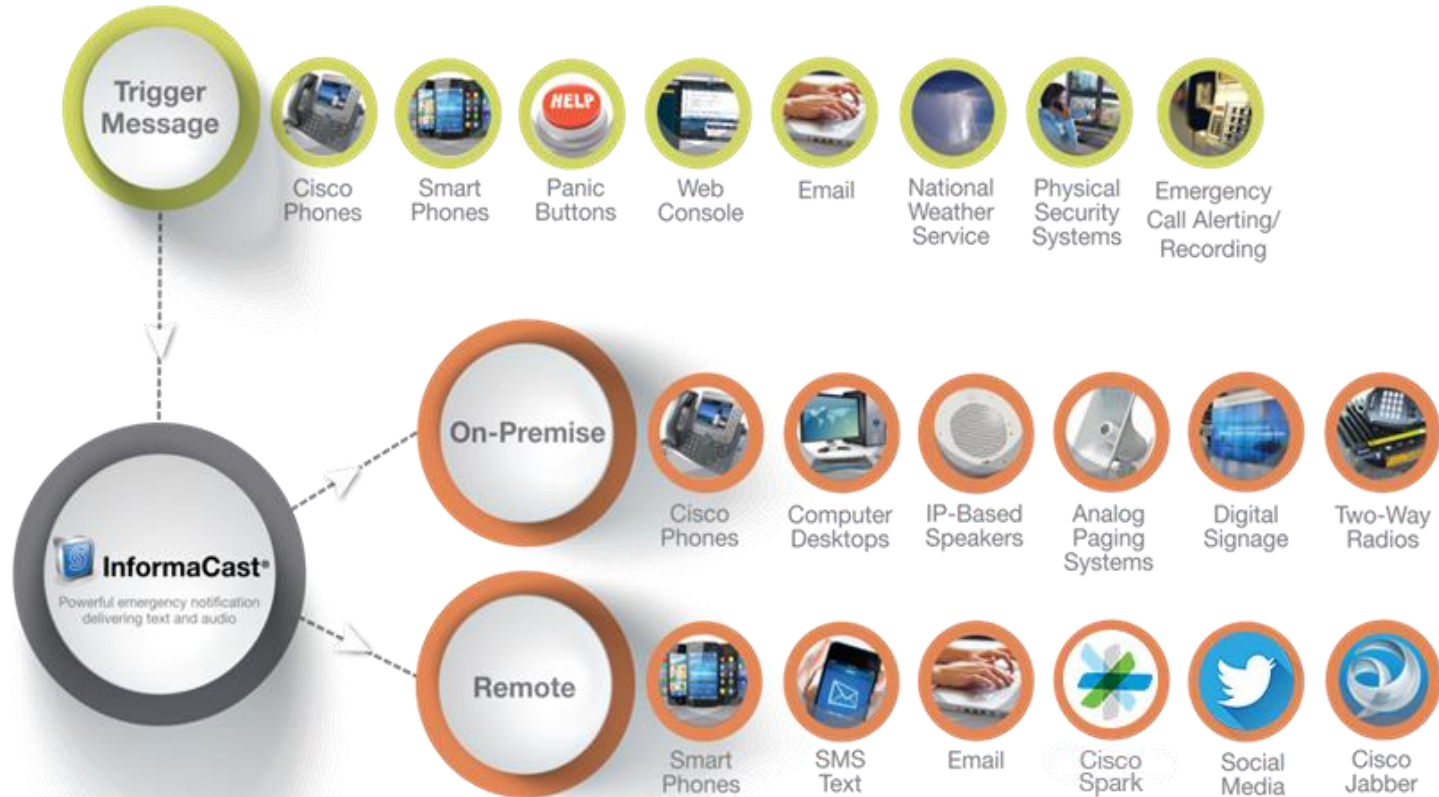 Trigger
Message
HELP
Cisco
Phones
Smart
Phones
Panic
Buttons
Web
Console
Email
National
Weather
Service
Physical
Security
Systems
Emergency
Call Alerting/
Recording
On-Premise
Cisco
Phones
Computer
Desktops
IP-Based
Speakers
Analog
Paging
Systems
Digital
Signage
Two-Way
Radios
InformaCast®
Powerful emergency notification
delivering text and audio
Remote
Smart
Phones
SMS
Text
Email
Cisco
Spark
Social
Media
Cisco
Jabber